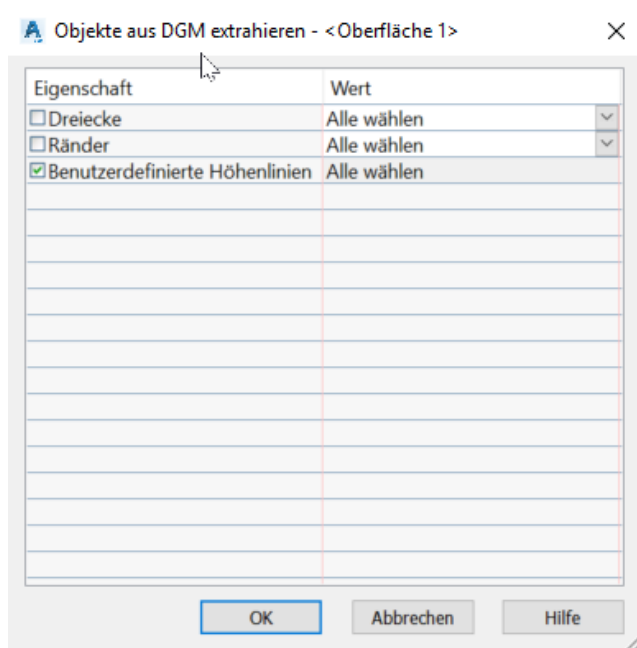 Objekte aus DGM extrahieren - <Oberfläche 1>
Eigenschaft Wert
Dreiecke Alle wählen
Ränder Alle wählen
Benutzerdefinierte Höhenlinien Alle wählen
OK Abbrechen Hilfe